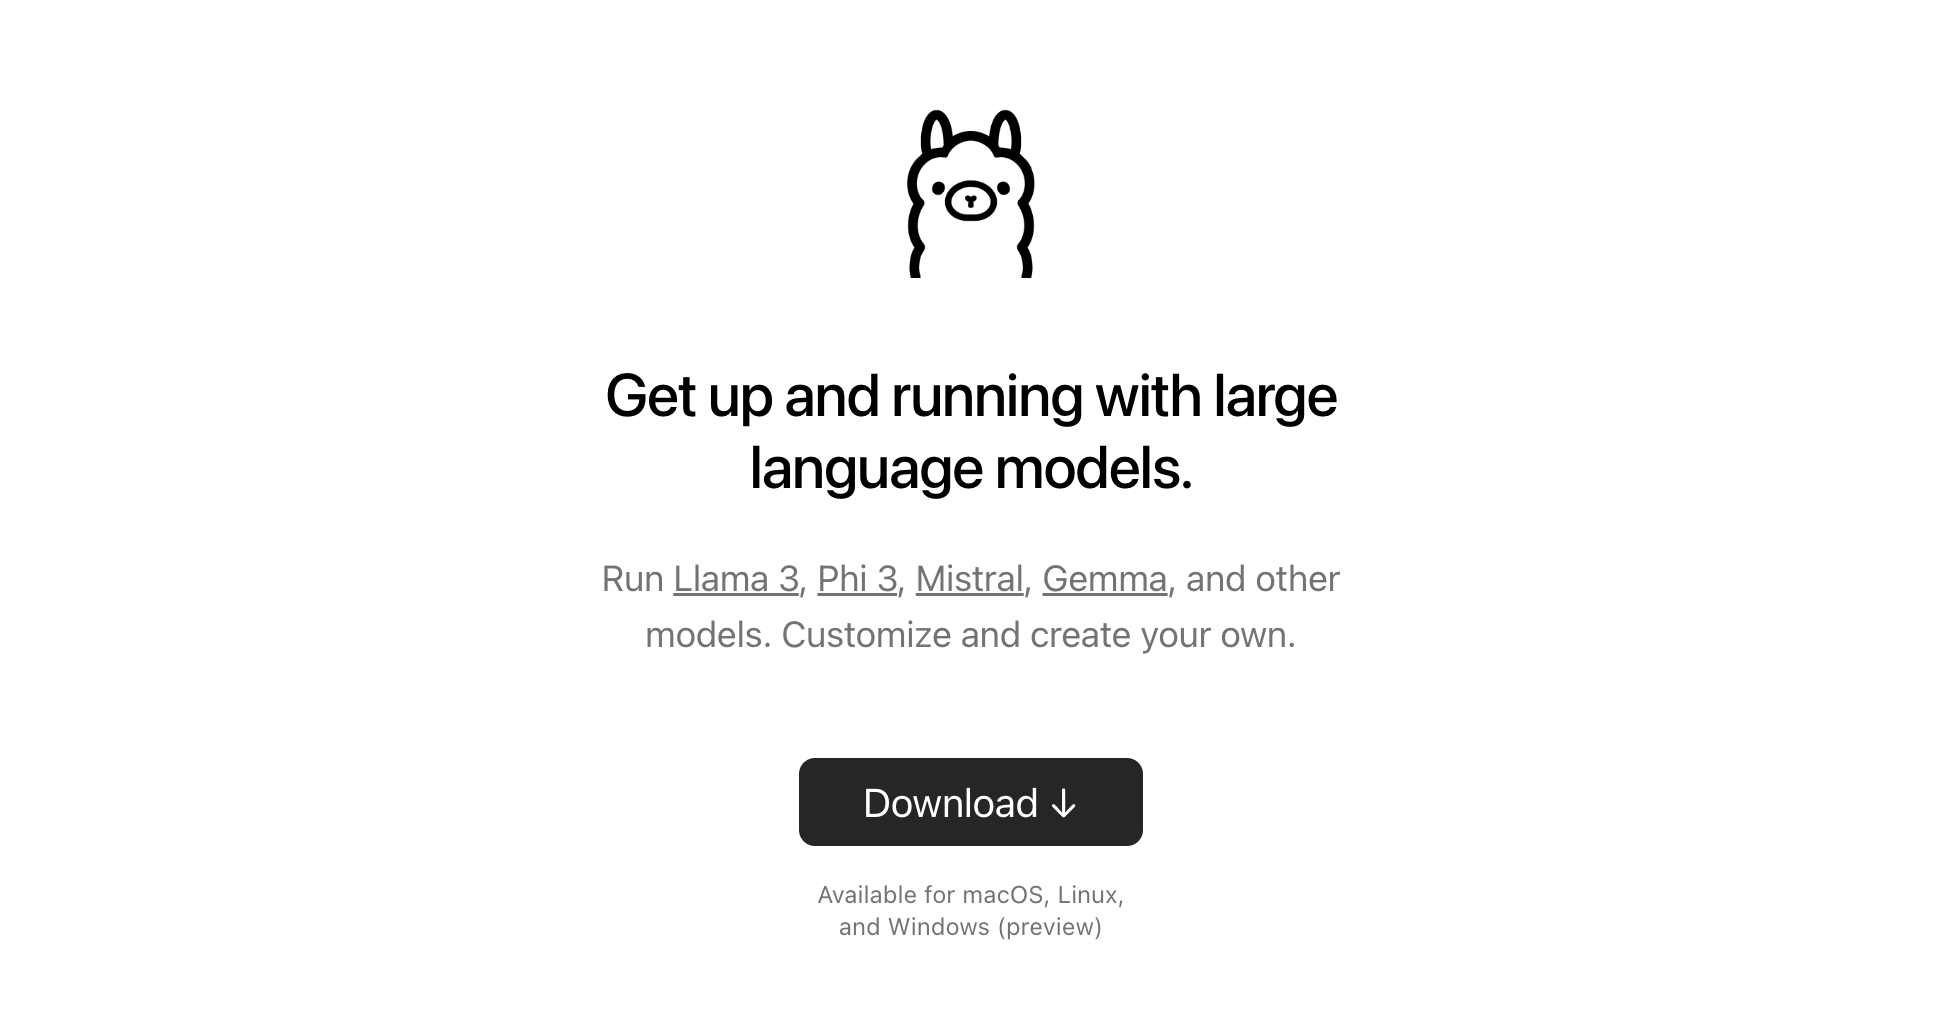 Get up and running with large
language models.
Run Llama 3, Phi 3, Mistral, Gemma, and other
models. Customize and create your own.
Download ↓
Available for macOS, Linux,
and Windows (preview)